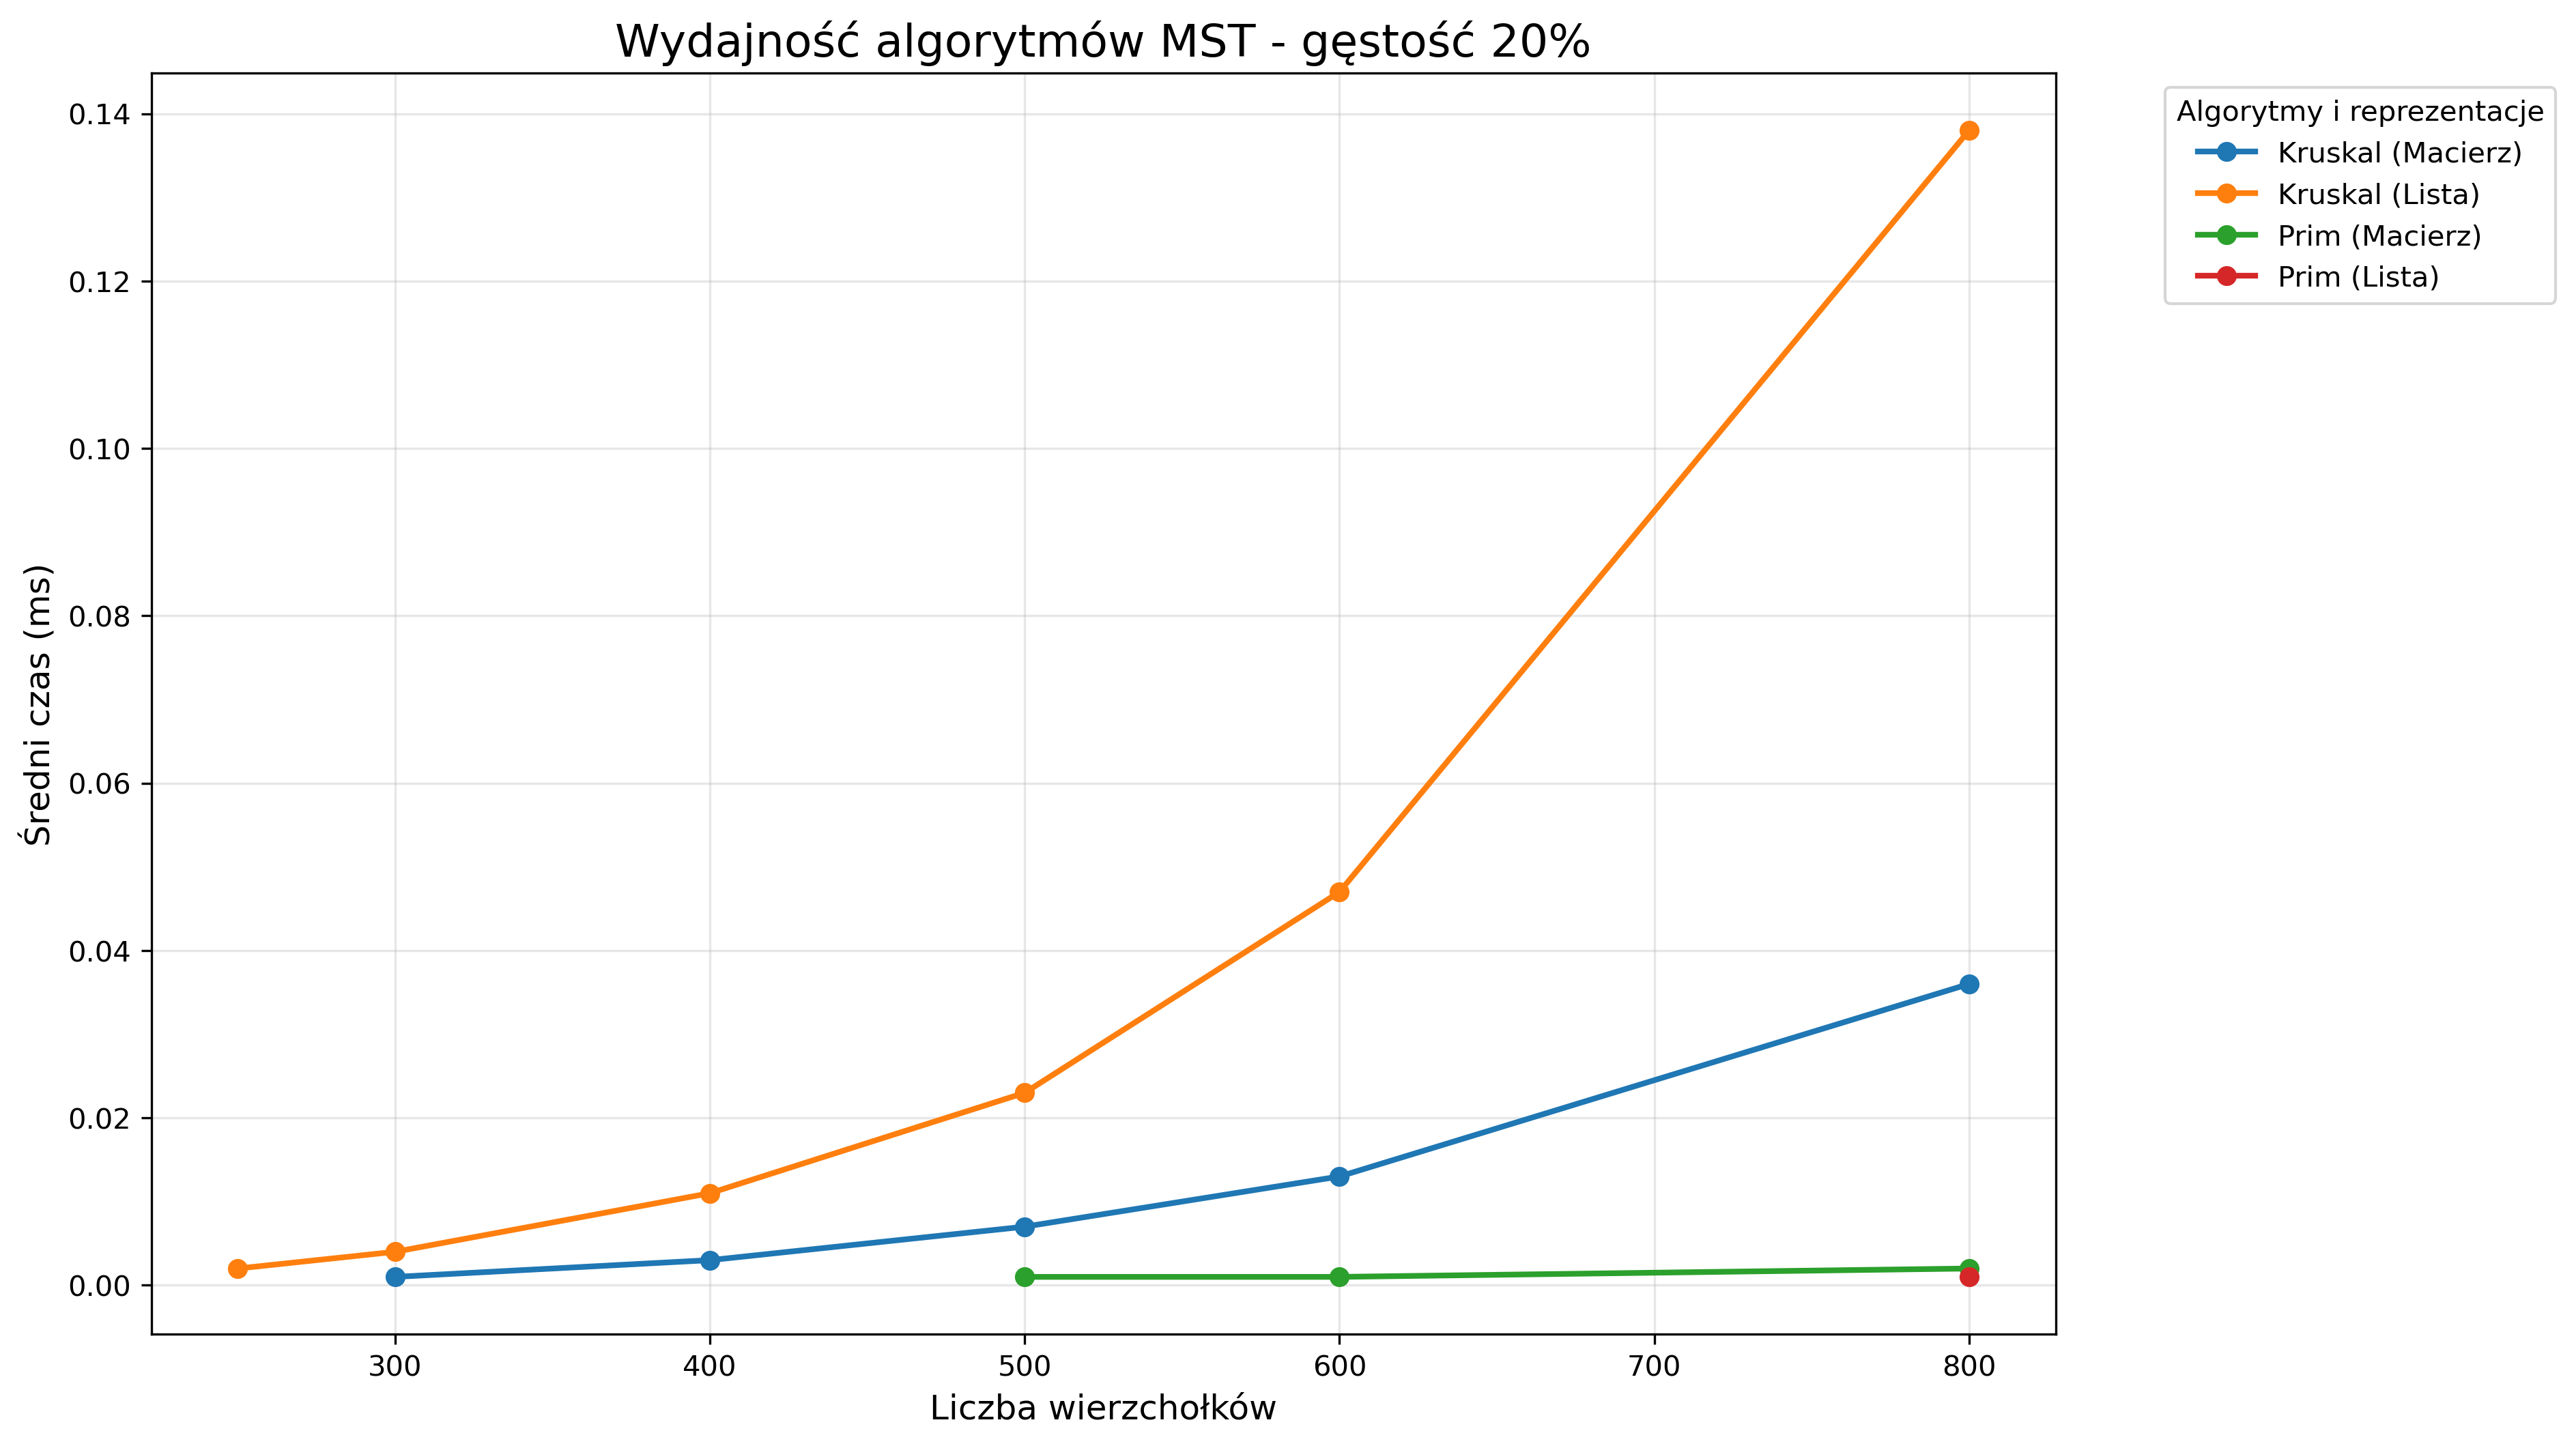 Wydajność algorytmów MST - gęstość 20%
Algorytmy i reprezentacje
Kruskal (Macierz)
Kruskal (Lista)
Prim (Macierz)
Prim (Lista)
Średni czas (ms)
0.14
0.12
0.10
0.08
0.06
0.04
0.02
0.00
300 400 500 600 700 800
Liczba wierzchołków